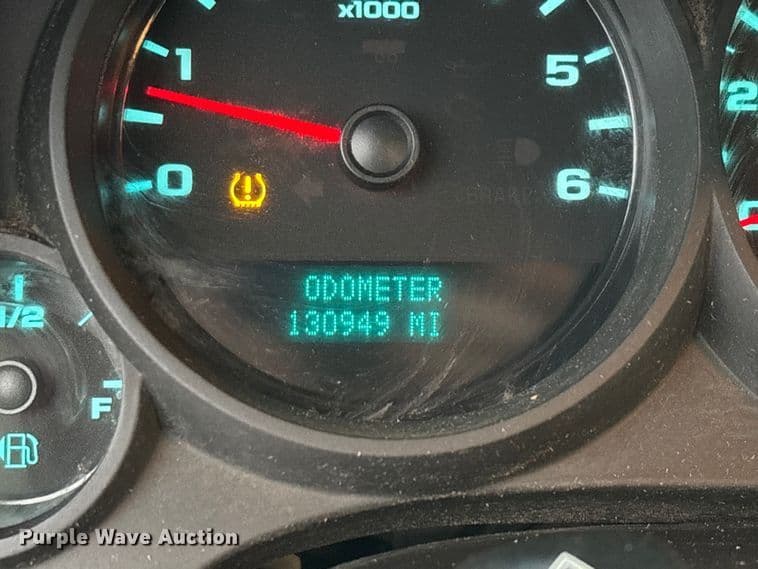 x1000
1
5
0
6
2
1/2
ODOMETER
130949 MI
F
Purple Wave Auction®